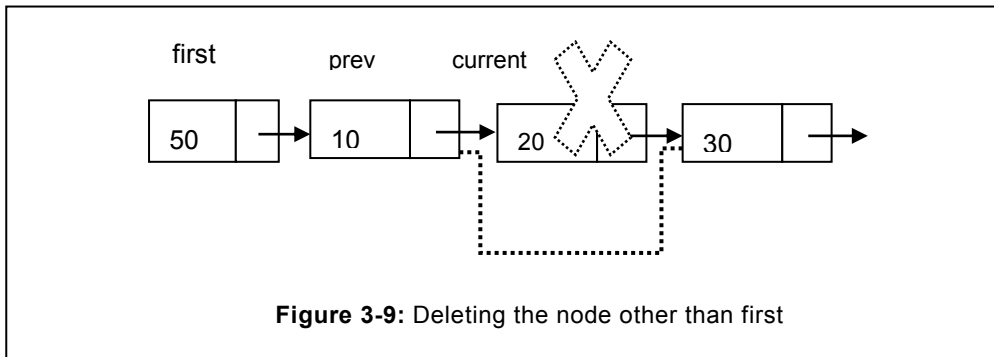 first prev current
50 10 20 30
Figure 3-9: Deleting the node other than first